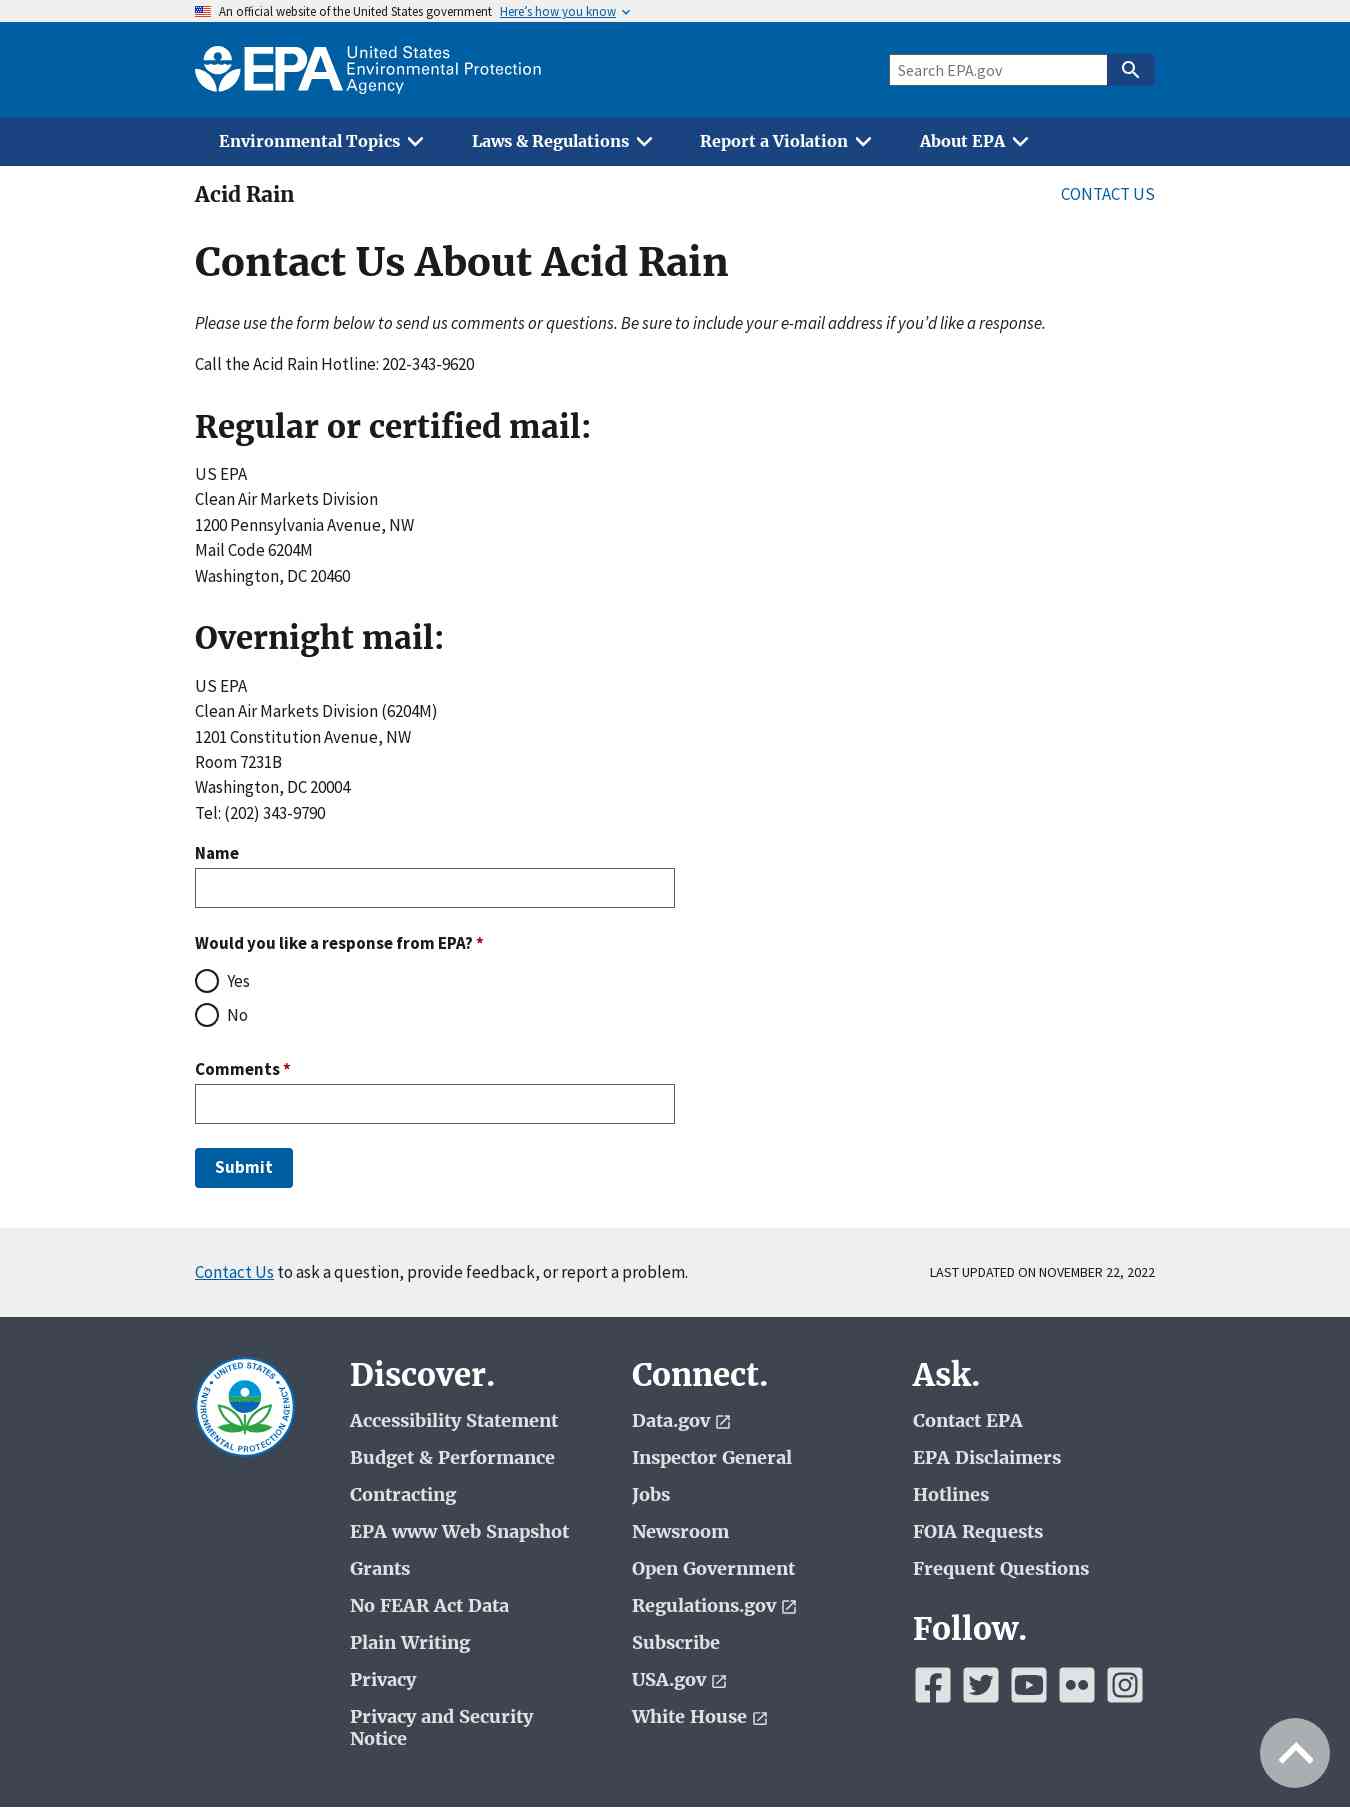 An official website of the United States government Here’s how you know
EPA United States
Environmental Protection
Agency
Search EPA.gov
Environmental Topics Laws & Regulations Report a Violation About EPA
Acid Rain CONTACT US
Contact Us About Acid Rain
Please use the form below to send us comments or questions. Be sure to include your e-mail address if you’d like a response.
Call the Acid Rain Hotline: 202-343-9620
Regular or certified mail:
US EPA
Clean Air Markets Division
1200 Pennsylvania Avenue, NW
Mail Code 6204M
Washington, DC 20460
Overnight mail:
US EPA
Clean Air Markets Division (6204M)
1201 Constitution Avenue, NW
Room 7231B
Washington, DC 20004
Tel: (202) 343-9790
Name
Would you like a response from EPA? *
Yes
No
Comments *
Submit
Contact Us to ask a question, provide feedback, or report a problem. LAST UPDATED ON NOVEMBER 22, 2022
UNITED STATES
ENVIRONMENTAL PROTECTION AGENCY
Discover.
Accessibility Statement
Budget & Performance
Contracting
EPA www Web Snapshot
Grants
No FEAR Act Data
Plain Writing
Privacy
Privacy and Security
Notice
Connect.
Data.gov
Inspector General
Jobs
Newsroom
Open Government
Regulations.gov
Subscribe
USA.gov
White House
Ask.
Contact EPA
EPA Disclaimers
Hotlines
FOIA Requests
Frequent Questions
Follow.